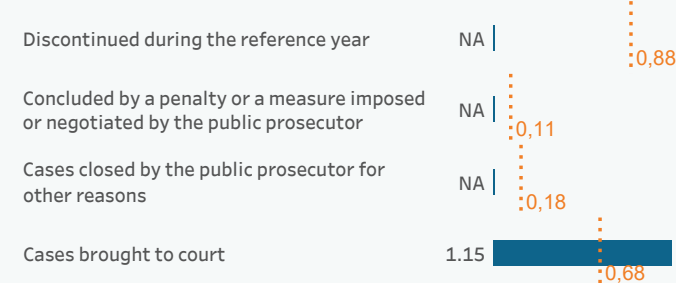 Discontinued during the reference year NA
0,88
Concluded by a penalty or a measure imposed
or negotiated by the public prosecutor NA
0,11
Cases closed by the public prosecutor for
other reasons NA
0,18
Cases brought to court 1.15
0,68